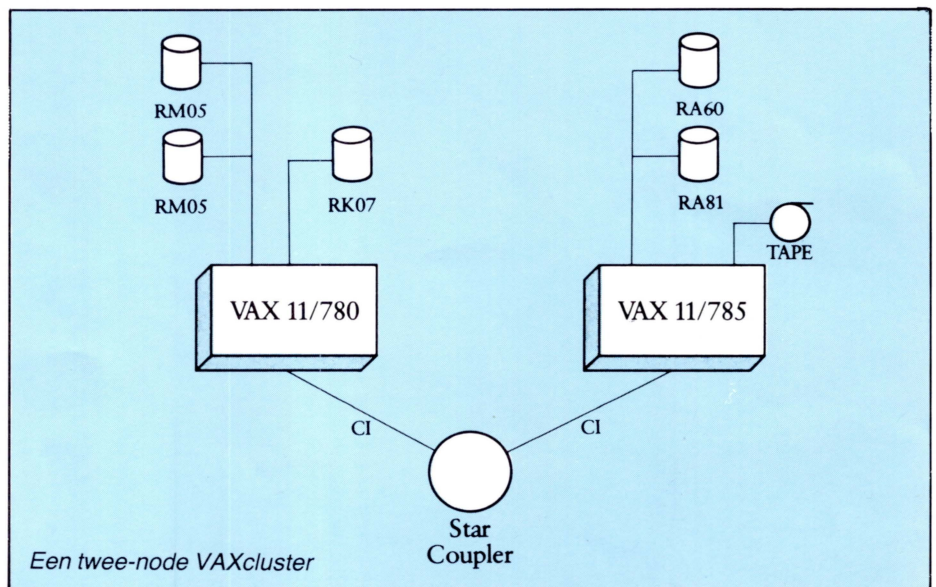 RM05
RA60
RM05
RK07
RA81
TAPE
VAX 11/780
VAX 11/785
CI
CI
Star
Coupler
Een twee-node VAXcluster